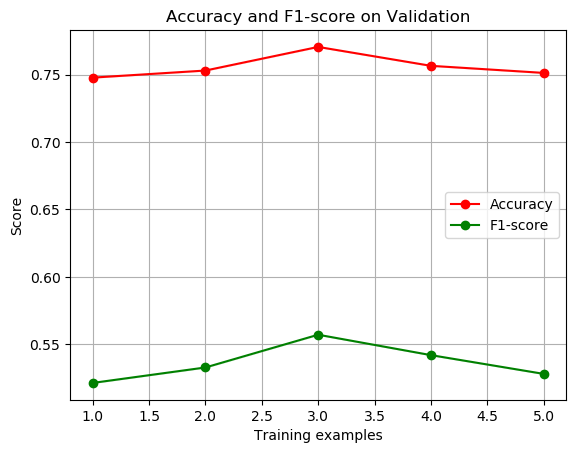 Accuracy and F1-score on Validation
0.75
0.70
0.65
0.60
0.55
Score
Accuracy
F1-score
1.0 1.5 2.0 2.5 3.0 3.5 4.0 4.5 5.0
Training examples